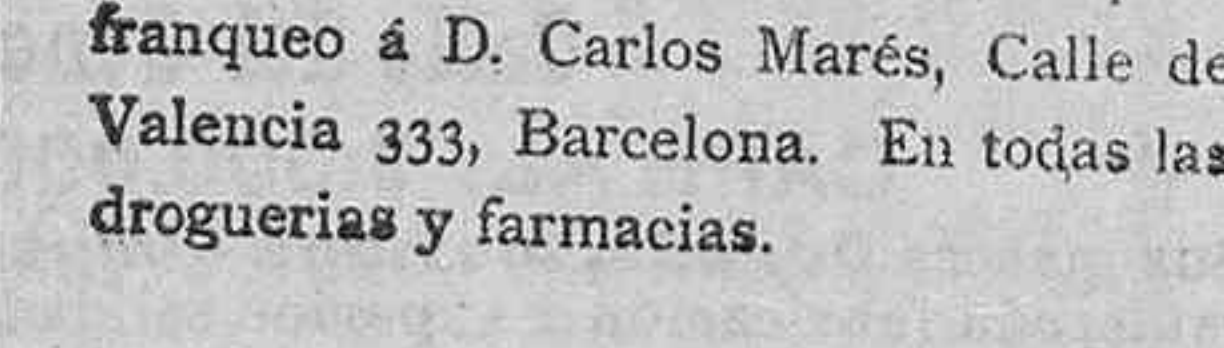 franqueo á D. Carlos Marés, Calle de
Valencia 333, Barcelona. En todas las
droguerias y farmacias.